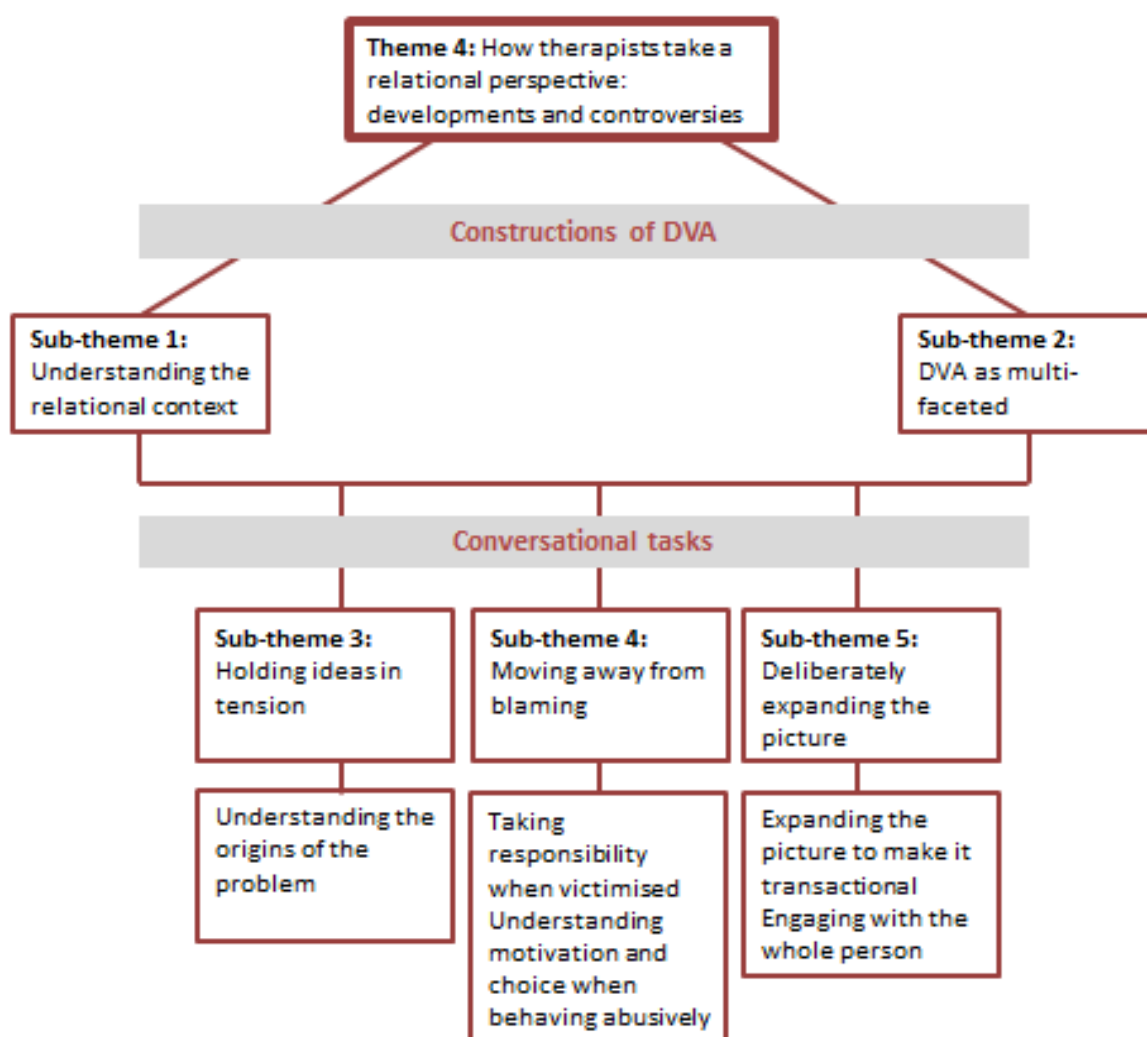 Theme 4: How therapists take a
relational perspective:
developments and controversies
Constructions of DVA
Sub-theme 1:
Understanding the
relational context
Sub-theme 2:
DVA as multi-
faceted
Conversational tasks
Sub-theme 3:
Holding ideas in
tension
Sub-theme 4:
Moving away from
blaming
Sub-theme 5:
Deliberately
expanding the
picture
Understanding the
origins of the
problem
Taking
responsibility
when victimised
Understanding
motivation and
choice when
behaving abusively
Expanding the
picture to make it
transactional
Engaging with the
whole person